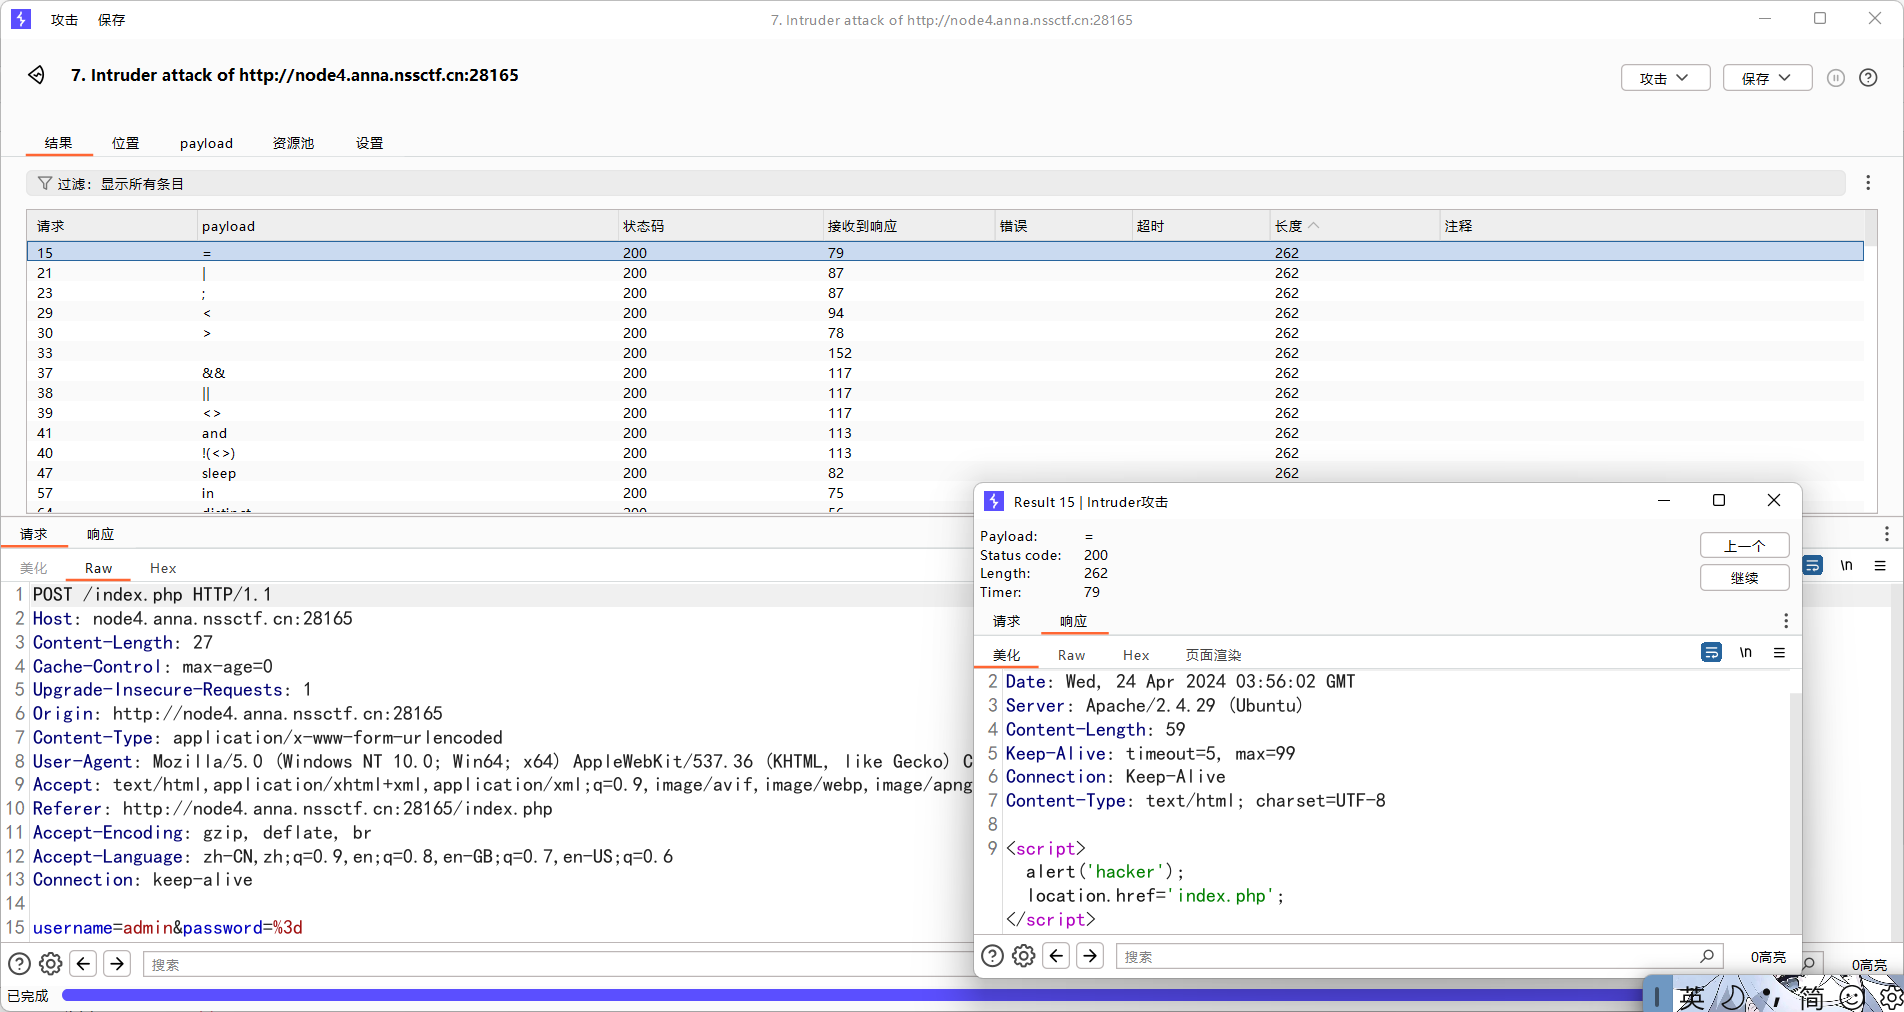 攻击 保存 7. Intruder attack of http://node4.anna.nssctf.cn:28165
7. Intruder attack of http://node4.anna.nssctf.cn:28165 攻击 保存
结果 位置 payload 资源池 设置
过滤：显示所有条目
请求 payload 状态码 接收到响应 错误 超时 长度 注释
15 = 200 79 262
21 | 200 87 262
23 ; 200 87 262
29 < 200 94 262
30 > 200 78 262
33 200 152 262
37 && 200 117 262
38 || 200 117 262
39 <> 200 117 262
41 and 200 113 262
40 !(<>) 200 113 262
47 sleep 200 82 262
57 in 200 75 262
64 distinct 200 56
请求 响应
美化 Raw Hex
1 POST /index.php HTTP/1.1
2 Host: node4.anna.nssctf.cn:28165
3 Content-Length: 27
4 Cache-Control: max-age=0
5 Upgrade-Insecure-Requests: 1
6 Origin: http://node4.anna.nssctf.cn:28165
7 Content-Type: application/x-www-form-urlencoded
8 User-Agent: Mozilla/5.0 (Windows NT 10.0; Win64; x64) AppleWebKit/537.36 (KHTML, like Gecko) C
9 Accept: text/html,application/xhtml+xml,application/xml;q=0.9,image/avif,image/webp,image/apng
10 Referer: http://node4.anna.nssctf.cn:28165/index.php
11 Accept-Encoding: gzip, deflate, br
12 Accept-Language: zh-CN,zh;q=0.9,en;q=0.8,en-GB;q=0.7,en-US;q=0.6
13 Connection: keep-alive
14
15 username=admin&password=%3d
搜索
已完成
Result 15 | Intruder攻击
Payload: =
Status code: 200
Length: 262
Timer: 79
上一个
继续
\n
请求 响应
美化 Raw Hex 页面渲染
\n
2 Date: Wed, 24 Apr 2024 03:56:02 GMT
3 Server: Apache/2.4.29 (Ubuntu)
4 Content-Length: 59
5 Keep-Alive: timeout=5, max=99
6 Connection: Keep-Alive
7 Content-Type: text/html; charset=UTF-8
8
9 <script>
alert('hacker');
location.href='index.php';
</script>
搜索 0高亮
0高亮
英 简